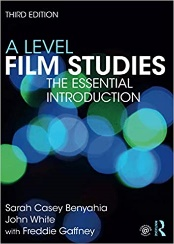 THIRD EDITION
A LEVEL
FILM STUDIES
THE ESSENTIAL
INTRODUCTION
Sarah Casey Benyahia
John White
with Freddie Gaffney